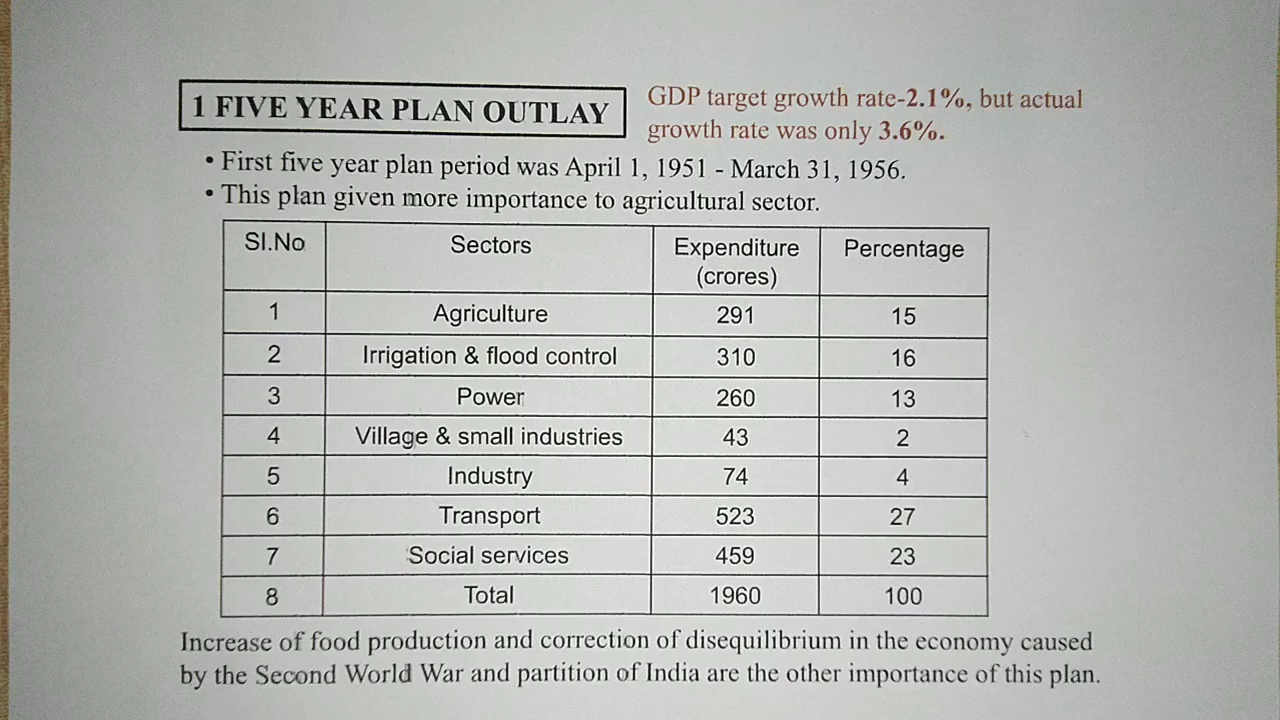 1 FIVE YEAR PLAN OUTLAY
GDP target growth rate-2.1%, but actual
growth rate was only 3.6%.
• First five year plan period was April 1, 1951 - March 31, 1956.
• This plan given more importance to agricultural sector.
SI.No Sectors Expenditure (crores) Percentage
1 Agriculture 291 15
2 Irrigation & flood control 310 16
3 Power 260 13
4 Village & small industries 43 2
5 Industry 74 4
6 Transport 523 27
7 Social services 459 23
8 Total 1960 100
Increase of food production and correction of disequilibrium in the economy caused
by the Second World War and partition of India are the other importance of this plan.